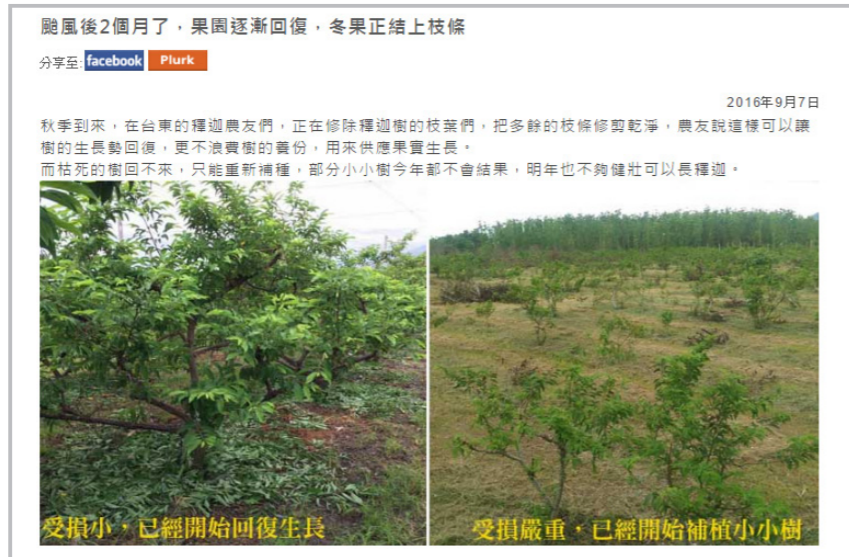 颱風後2個月了，果園逐漸回復，冬果正結上枝條
分享至: facebook Plurk
2016年9月7日
秋季到來，在台東的釋迦農友們，正在修除釋迦樹的枝葉們，把多餘的枝條修剪乾淨，農友說這樣可以讓
樹的生長勢回復，更不浪費樹的養份，用來供應果實生長。
而枯死的樹回不來，只能重新補種，部分小小樹今年都不會結果，明年也不夠健壯可以長釋迦。
受損小，已經開始回復生長
受損嚴重，已經開始補植小小樹